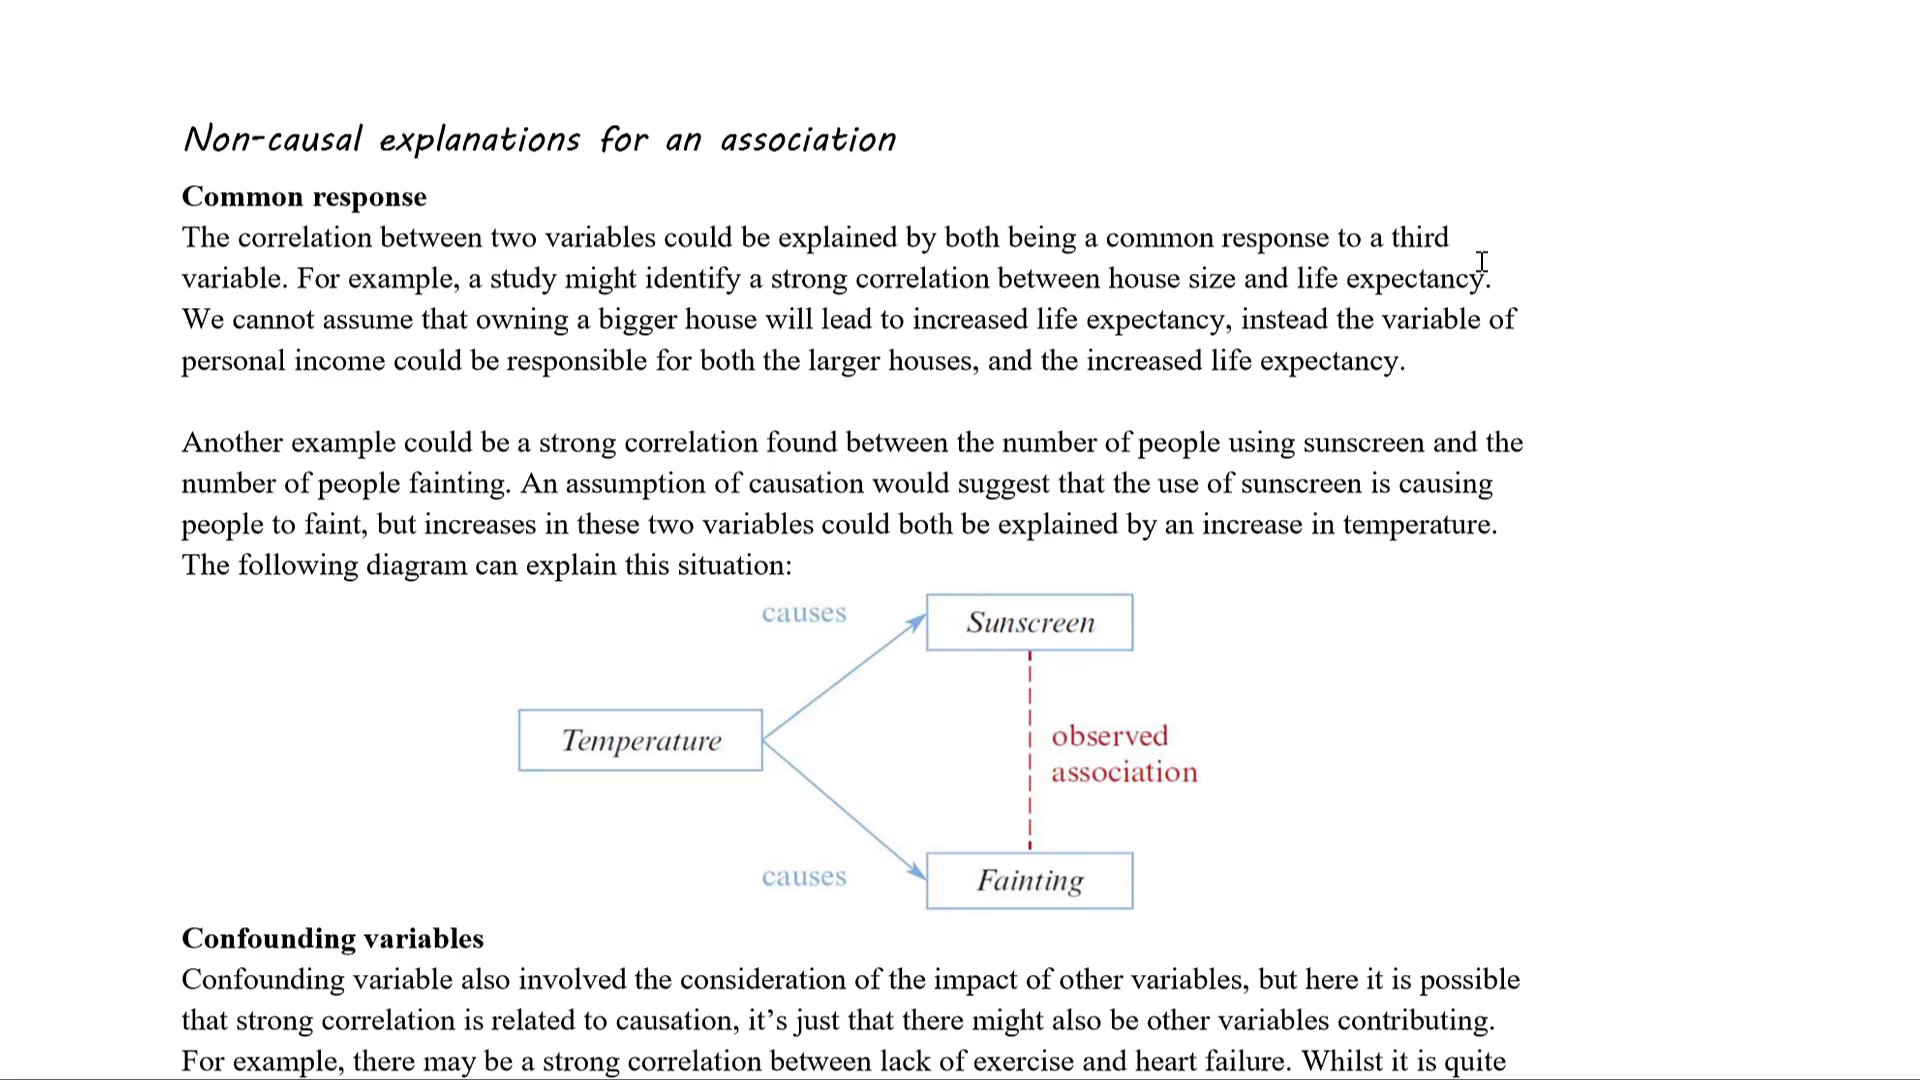 Non-causal explanations for an association
Common response
The correlation between two variables could be explained by both being a common response to a third
variable. For example, a study might identify a strong correlation between house size and life expectancy.
We cannot assume that owning a bigger house will lead to increased life expectancy, instead the variable of
personal income could be responsible for both the larger houses, and the increased life expectancy.
Another example could be a strong correlation found between the number of people using sunscreen and the
number of people fainting. An assumption of causation would suggest that the use of sunscreen is causing
people to faint, but increases in these two variables could both be explained by an increase in temperature.
The following diagram can explain this situation:
causes
Sunscreen
Temperature
observed
association
causes
Fainting
Confounding variables
Confounding variable also involved the consideration of the impact of other variables, but here it is possible
that strong correlation is related to causation, it’s just that there might also be other variables contributing.
For example, there may be a strong correlation between lack of exercise and heart failure. Whilst it is quite